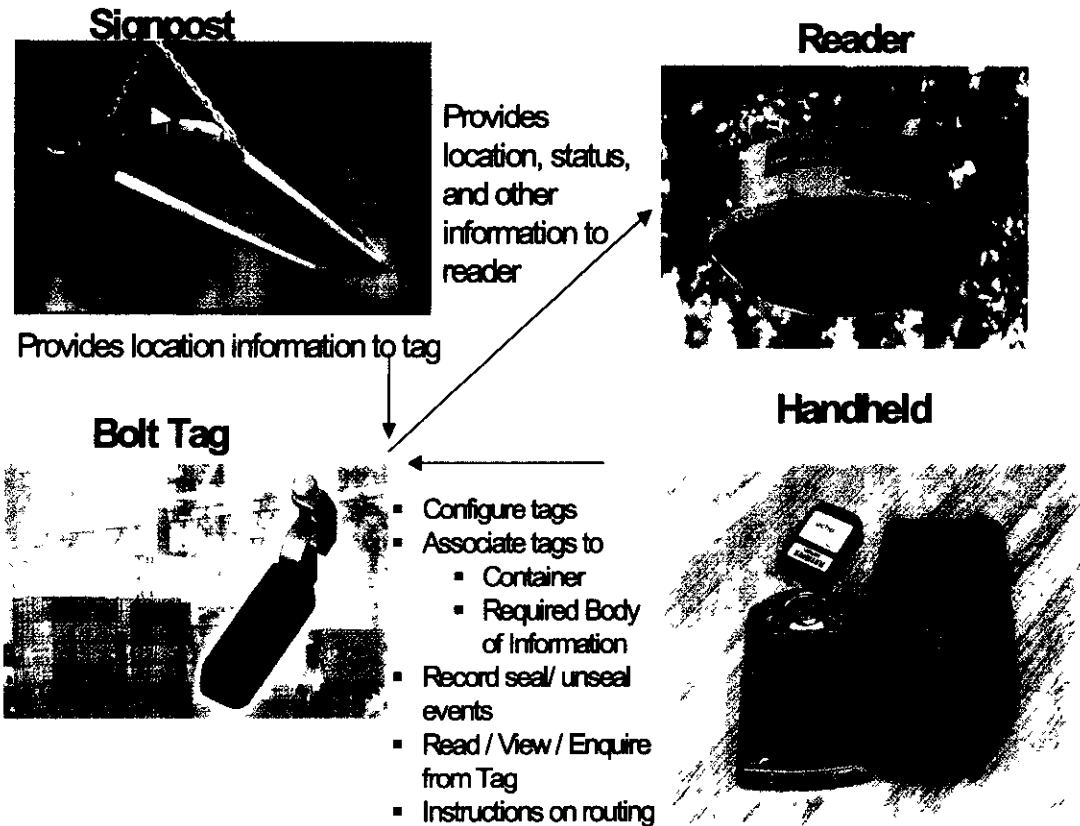 Signpost
Reader
Provides
location, status,
and other
information to
reader
Provides location information to tag
Bolt Tag
Handheld
▪ Configure tags
▪ Associate tags to
▪ Container
▪ Required Body
of Information
▪ Record seal/ unseal
events
▪ Read / View / Enquire
from Tag
▪ Instructions on routing